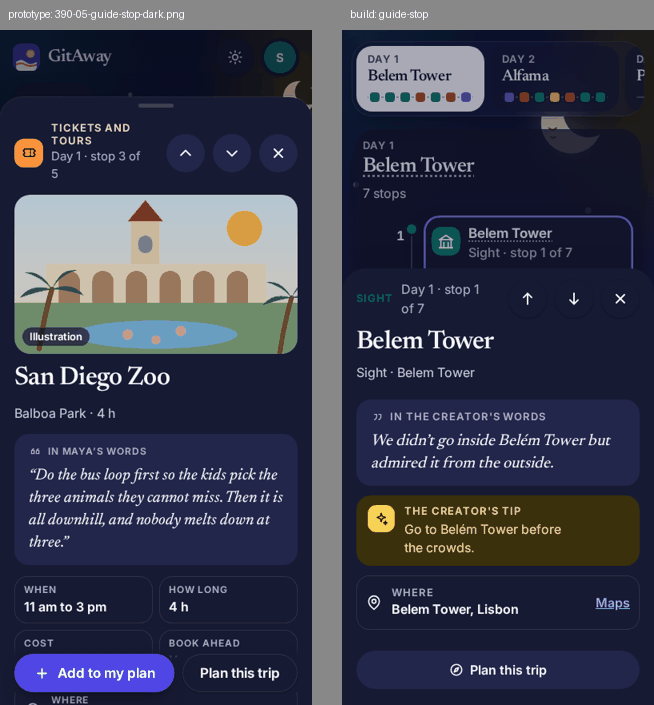 prototype: 390-05-guide-stop-dark.png
GitAway
S
TICKETS AND
TOURS
Day 1 · stop 3 of
5
Illustration
San Diego Zoo
Balboa Park · 4 h
IN MAYA'S WORDS
“Do the bus loop first so the kids pick the
three animals they cannot miss. Then it is
all downhill, and nobody melts down at
three.”
WHEN
11 am to 3 pm
HOW LONG
4 h
COST
BOOK AHEAD
Add to my plan
Plan this trip
WHERE
build: guide-stop
DAY 1
Belem Tower
DAY 2
Alfama
D
P
DAY 1
Belem Tower
7 stops
1
Belem Tower
Sight · stop 1 of 7
SIGHT
Day 1 · stop 1
of 7
Belem Tower
Sight · Belem Tower
IN THE CREATOR'S WORDS
We didn’t go inside Belém Tower but
admired it from the outside.
THE CREATOR'S TIP
Go to Belém Tower before
the crowds.
WHERE
Belem Tower, Lisbon
Maps
Plan this trip